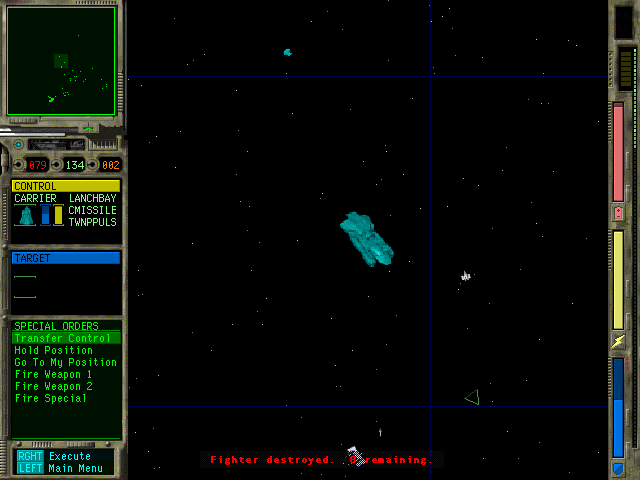 079 134 002
CONTROL
CARRIER LANCHBAY
CMISSILE
TWNPPULS
TARGET
SPECIAL ORDERS
Transfer Control
Hold Position
Go To My Position
Fire Weapon 1
Fire Weapon 2
Fire Special
RGHT Execute
LEFT Main Menu
Fighter destroyed. remaining.